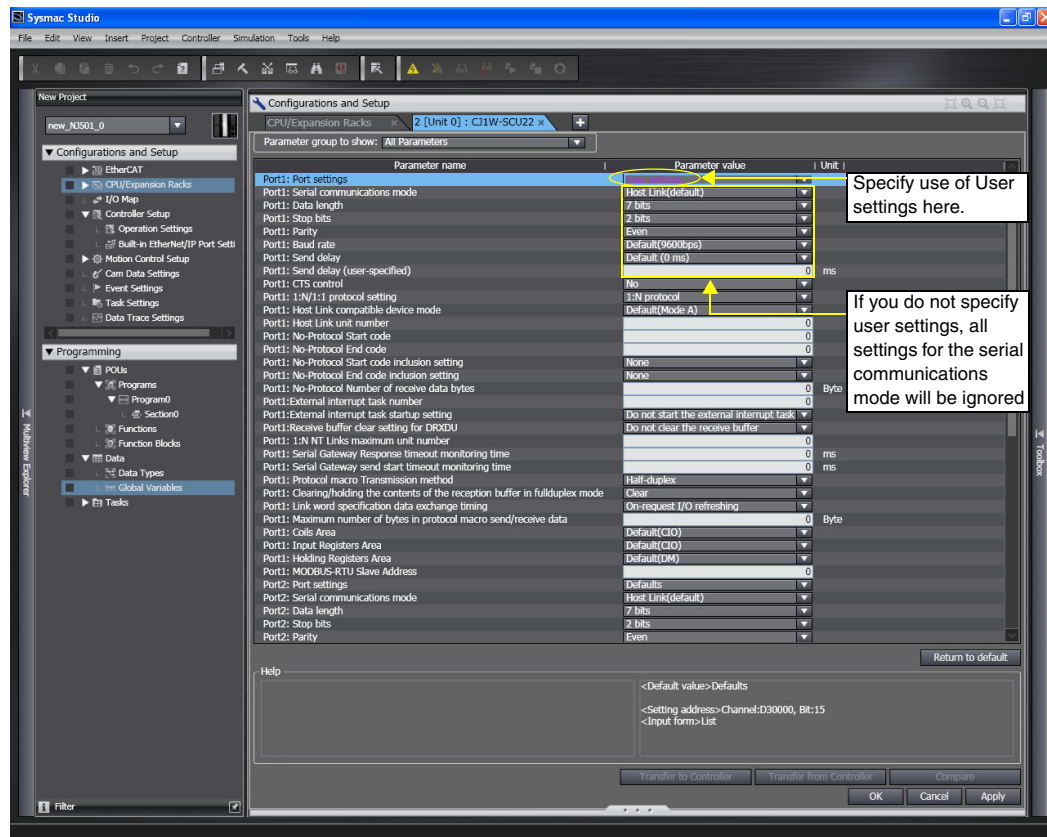 Sysmac Studio
File Edit View Insert Project Controller Simulation Tools Help
New Project
new_NJ501_0
Configurations and Setup
EtherCAT
CPU/Expansion Racks
I/O Map
Controller Setup
Operation Settings
Built-in EtherNet/IP Port Setti
Motion Control Setup
Cam Data Settings
Event Settings
Task Settings
Data Trace Settings
Programming
POUs
Programs
Program0
Section0
Functions
Function Blocks
Data
Data Types
Global Variables
Tasks
Filter
Multiview Explorer
Configurations and Setup
CPU/Expansion Racks 2 [Unit 0] : CJ1W-SCU22
Parameter group to show: All Parameters
Parameter name Parameter value Unit
Port1: Port settings
Port1: Serial communications mode Host Link(default)
Port1: Data length 7 bits
Port1: Stop bits 2 bits
Port1: Parity Even
Port1: Baud rate Default(9600bps)
Port1: Send delay Default (0 ms)
Port1: Send delay (user-specified) 0 ms
Port1: CTS control No
Port1: 1:N/1:1 protocol setting 1:N protocol
Port1: Host Link compatible device mode Default(Mode A)
Port1: Host Link unit number 0
Port1: No-Protocol Start code 0
Port1: No-Protocol End code 0
Port1: No-Protocol Start code inclusion setting None
Port1: No-Protocol End code inclusion setting None
Port1: No-Protocol Number of receive data bytes 0 Byte
Port1:External interrupt task number 0
Port1:External interrupt task startup setting Do not start the external interrupt task
Port1:Receive buffer clear setting for DRXDU Do not clear the receive buffer
Port1: 1:N NT Links maximum unit number 0
Port1: Serial Gateway Response timeout monitoring time 0 ms
Port1: Serial Gateway send start timeout monitoring time 0 ms
Port1: Protocol macro Transmission method Half-duplex
Port1: Clearing/holding the contents of the reception buffer in fullduplex mode Clear
Port1: Link word specification data exchange timing On-request I/O refreshing
Port1: Maximum number of bytes in protocol macro send/receive data 0 Byte
Port1: Coils Area Default(CIO)
Port1: Input Registers Area Default(CIO)
Port1: Holding Registers Area Default(DM)
Port1: MODBUS-RTU Slave Address 0
Port2: Port settings Defaults
Port2: Serial communications mode Host Link(default)
Port2: Data length 7 bits
Port2: Stop bits 2 bits
Port2: Parity Even
Specify use of User
settings here.
If you do not specify
user settings, all
settings for the serial
communications
mode will be ignored
Toolbox
Return to default
Help
<Default value>Defaults
<Setting address>Channel:D30000, Bit:15
<Input form>List
Transfer to Controller Transfer from Controller Compare
OK Cancel Apply